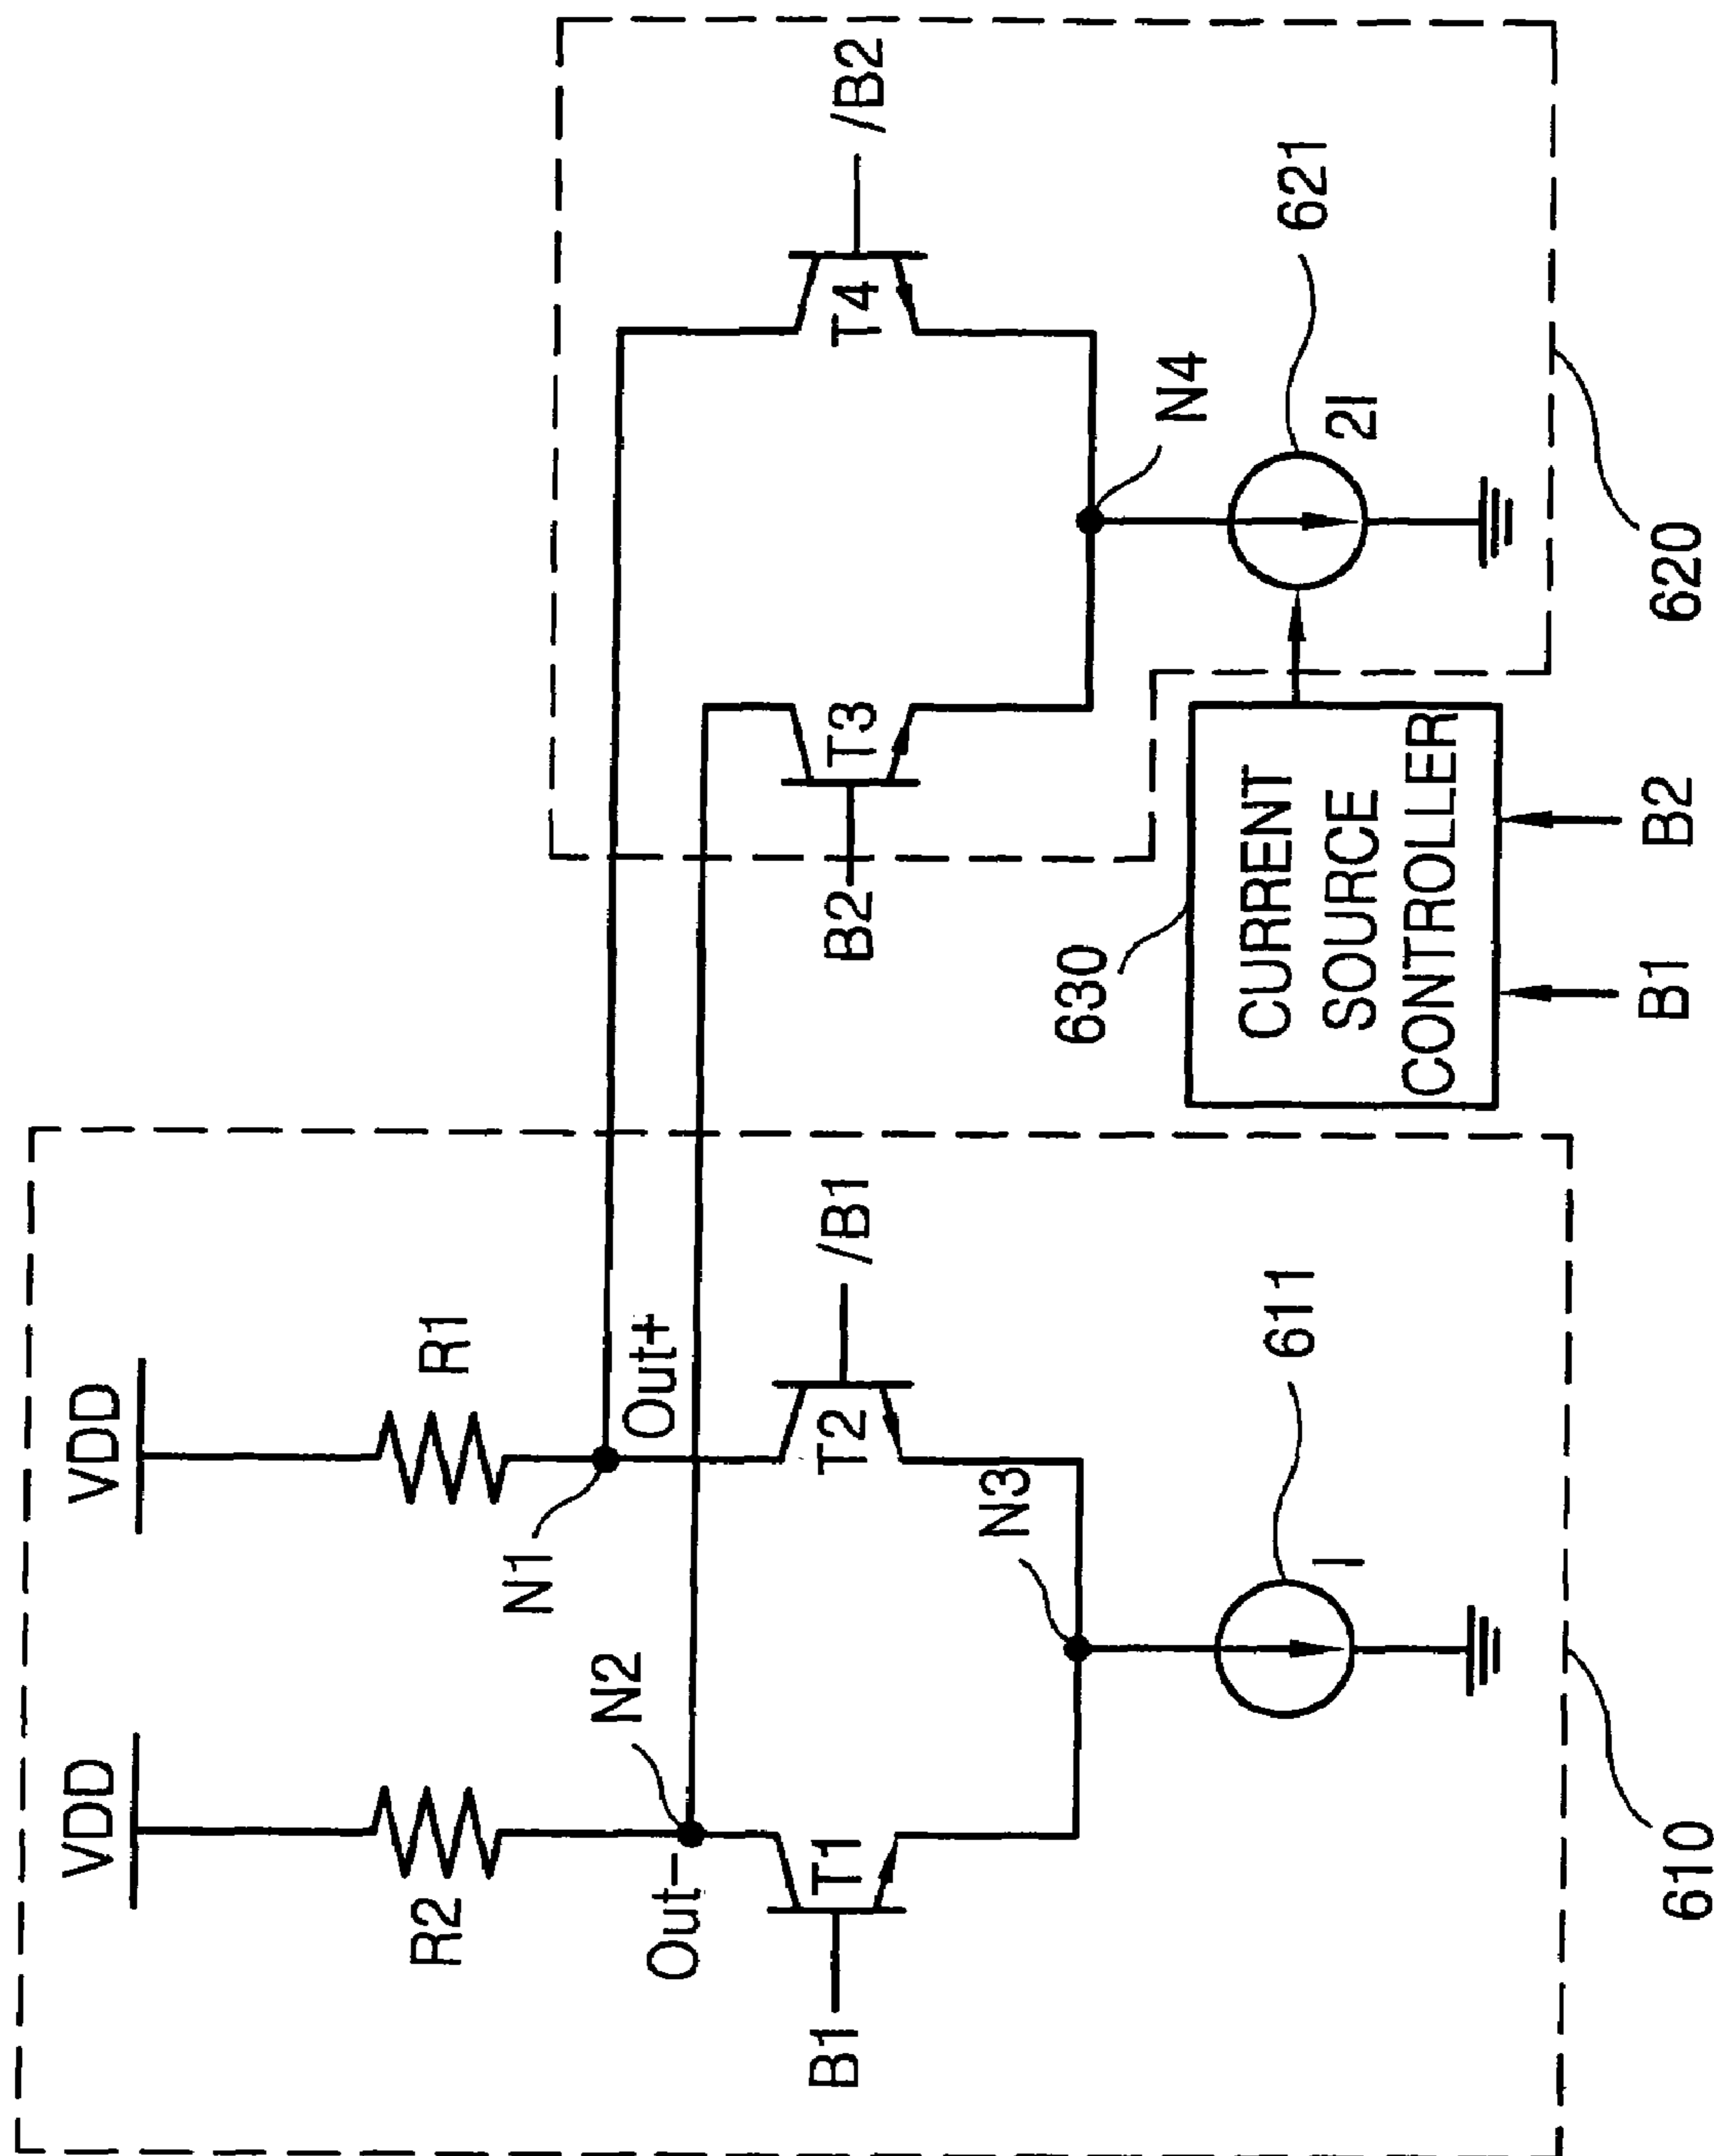 VDD
VDD
R2
R1
N1
N2
Out−
Out+
B1
T1
T2
/B1
B2
T3
T4
/B2
N3
N4
611
I
630
CURRENT
SOURCE
CONTROLLER
621
2I
B1
B2
610
620